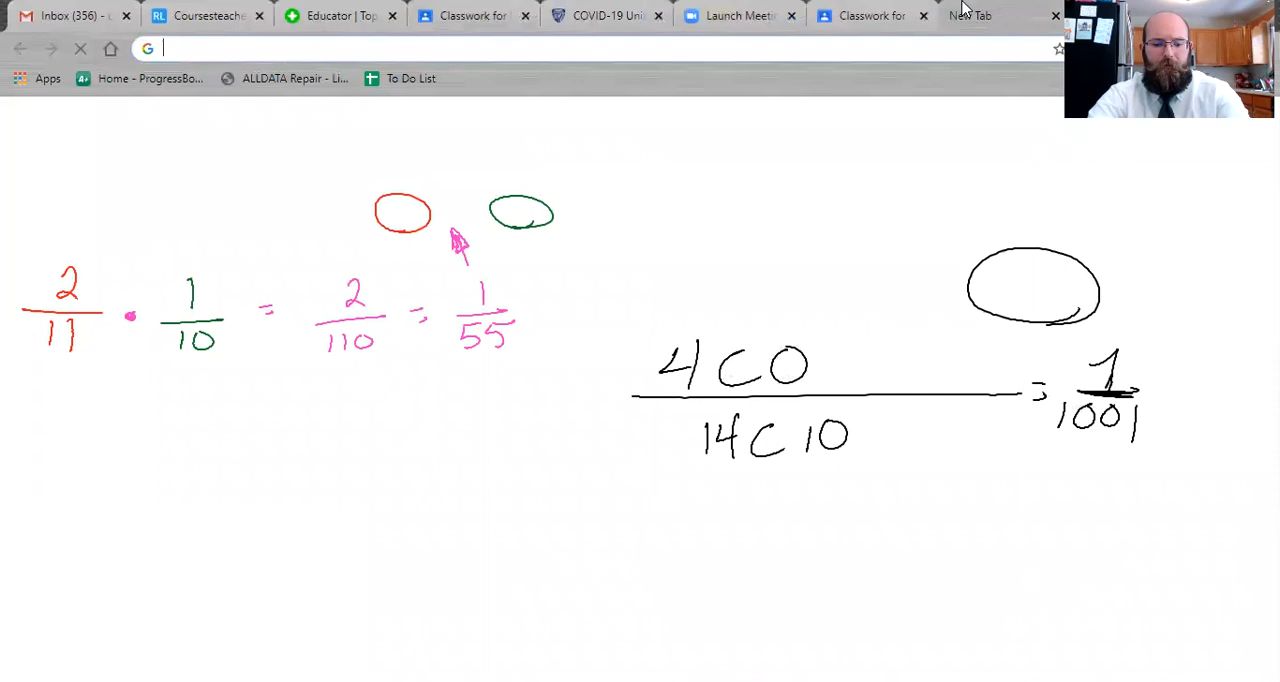 Inbox (356) - c
Coursesteache
Educator | Top
Classwork for
COVID-19 Uni
Launch Meeti
Classwork for
New Tab
Apps
Home - ProgressBo...
ALLDATA Repair - Li...
To Do List
2/11 · 1/10 = 2/110 = 1/55
4C0/14C10 = 1/1001